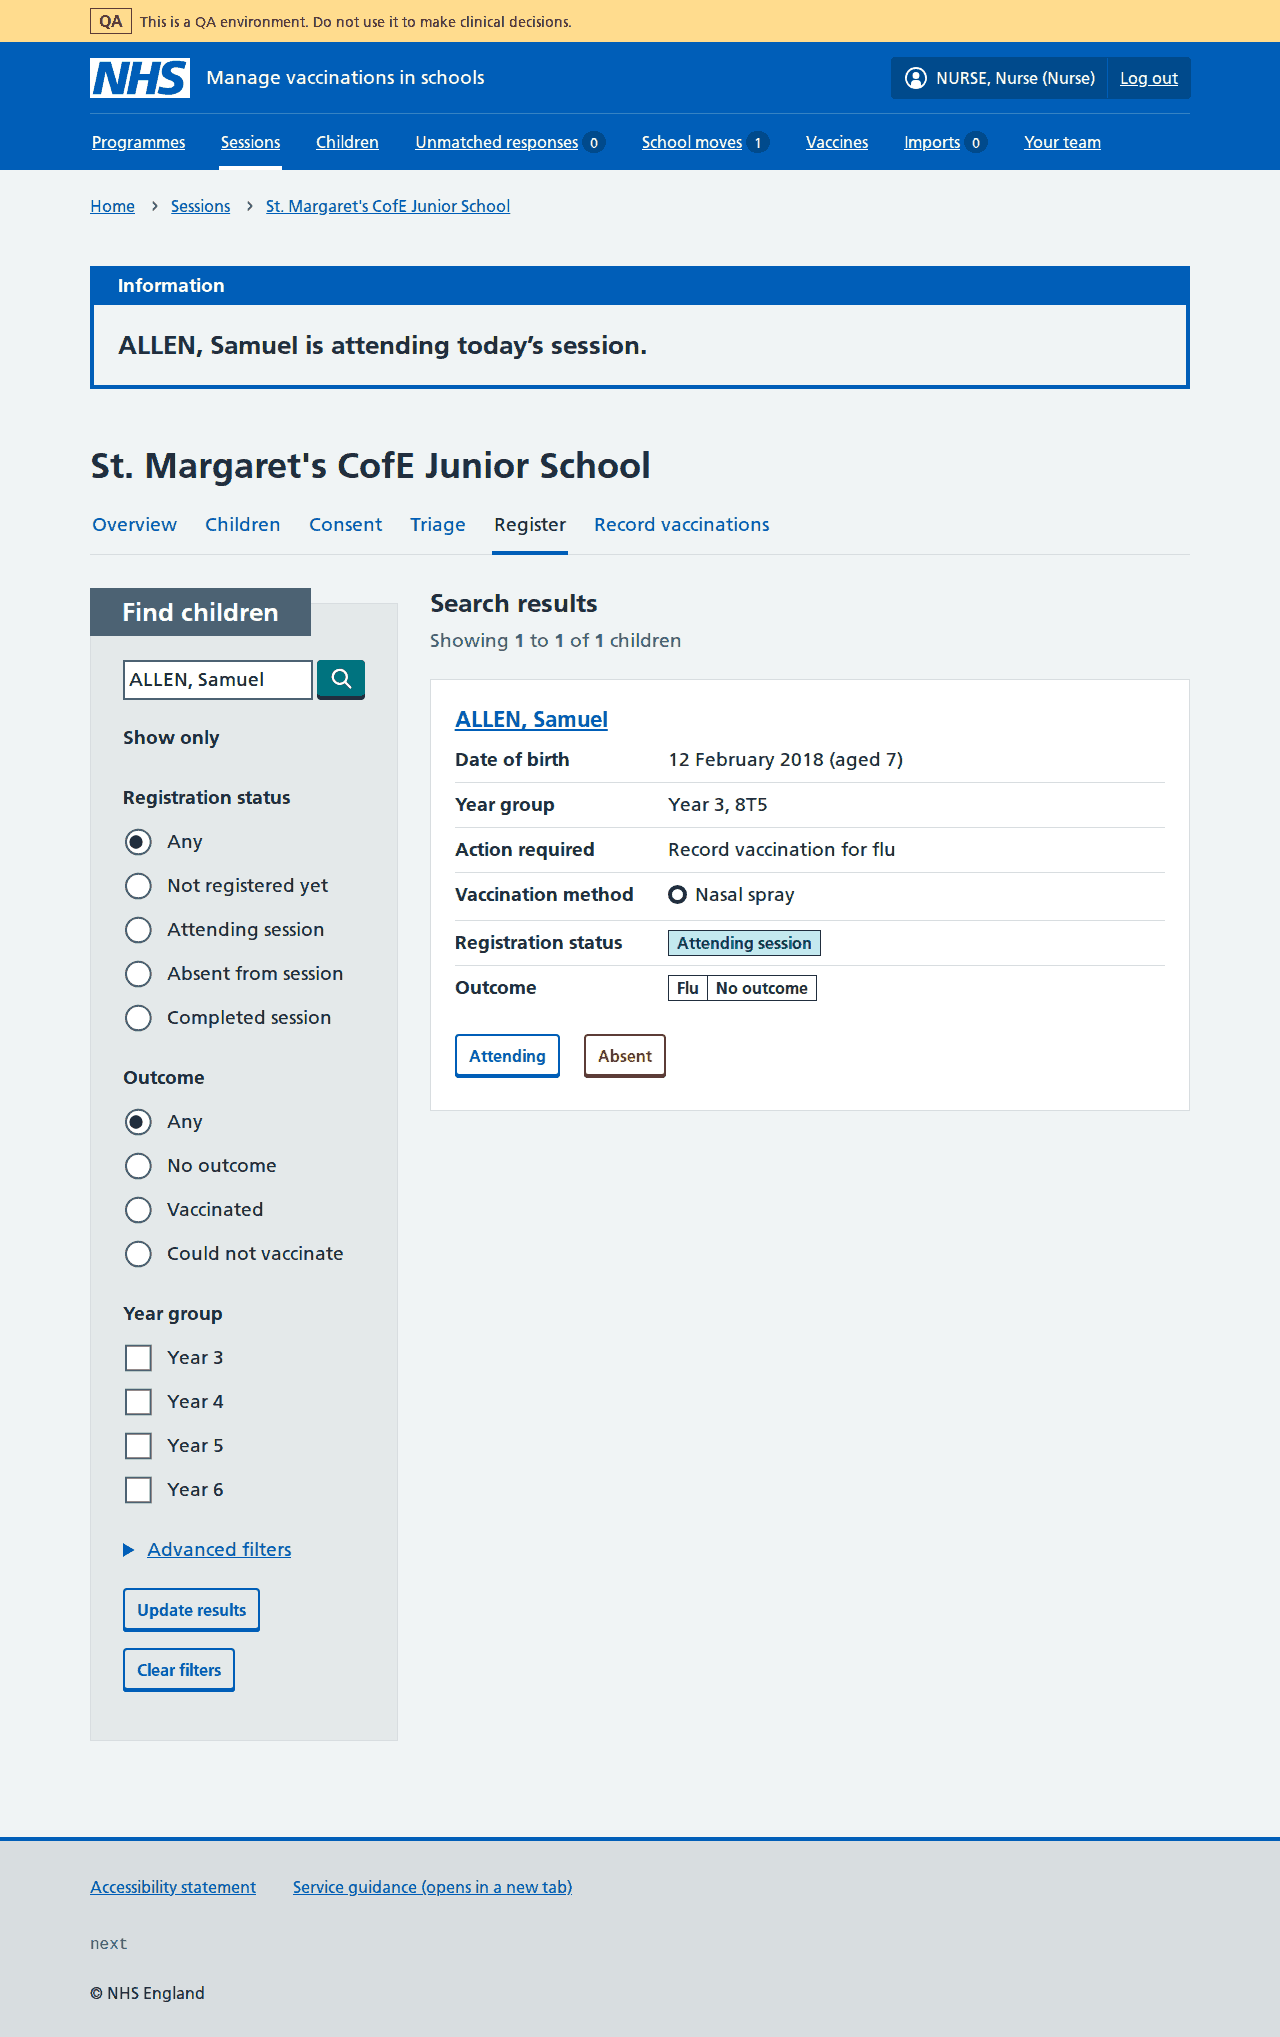 QA This is a QA environment. Do not use it to make clinical decisions.
NHS Manage vaccinations in schools NURSE, Nurse (Nurse) Log out
Programmes Sessions Children Unmatched responses 0 School moves 1 Vaccines Imports 0 Your team
Home Sessions St. Margaret's CofE Junior School
Information
ALLEN, Samuel is attending today’s session.
St. Margaret's CofE Junior School
Overview Children Consent Triage Register Record vaccinations
Find children
ALLEN, Samuel
Show only
Registration status
Any
Not registered yet
Attending session
Absent from session
Completed session
Outcome
Any
No outcome
Vaccinated
Could not vaccinate
Year group
Year 3
Year 4
Year 5
Year 6
Advanced filters
Update results
Clear filters
Search results
Showing 1 to 1 of 1 children
ALLEN, Samuel
Date of birth 12 February 2018 (aged 7)
Year group Year 3, 8T5
Action required Record vaccination for flu
Vaccination method Nasal spray
Registration status Attending session
Outcome Flu No outcome
Attending Absent
Accessibility statement Service guidance (opens in a new tab)
next
© NHS England